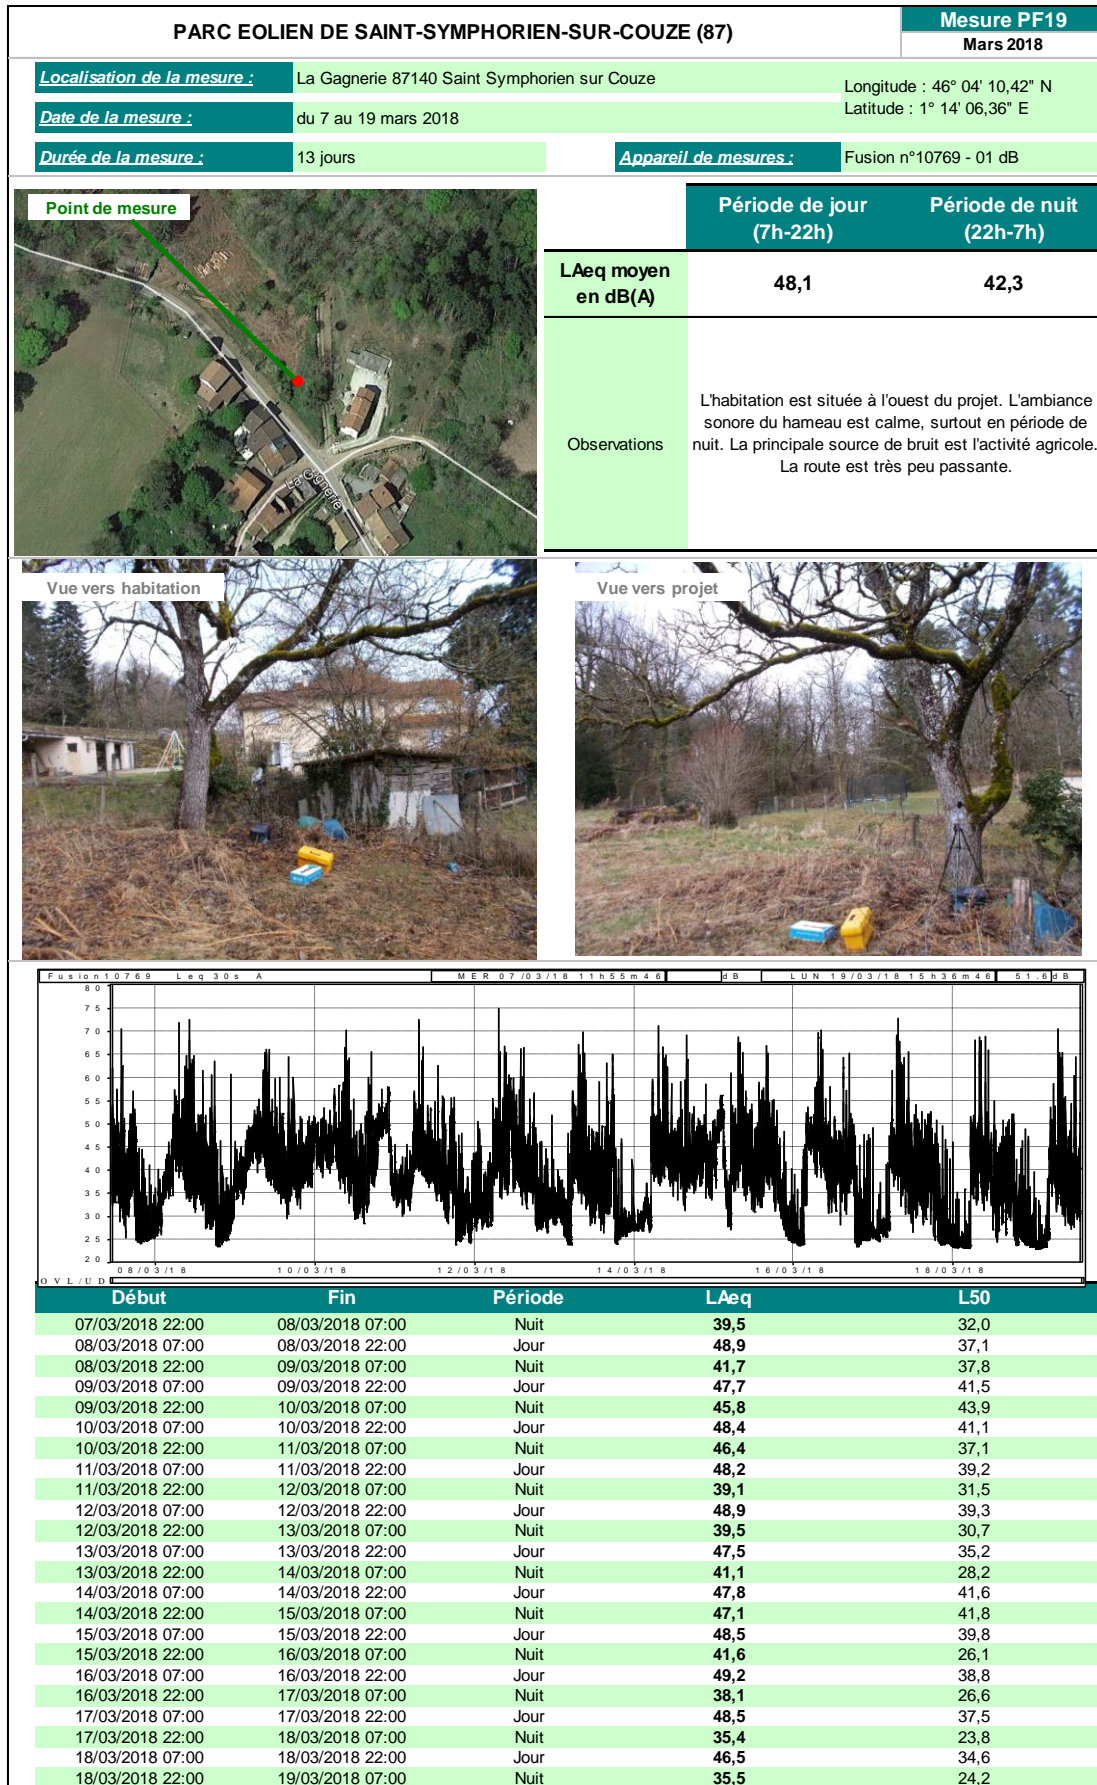 PARC EOLIEN DE SAINT-SYMPHORIEN-SUR-COUZE (87)
Mesure PF19
Mars 2018
Localisation de la mesure :
La Gagnerie 87140 Saint Symphorien sur Couze
Longitude : 46° 04' 10,42" N
Latitude : 1° 14' 06,36" E
Date de la mesure :
du 7 au 19 mars 2018
Durée de la mesure :
13 jours
Appareil de mesures :
Fusion n°10769 - 01 dB
Point de mesure
La Gignerie
Période de jour (7h-22h)
Période de nuit (22h-7h)
LAeq moyen en dB(A)
48,1
42,3
Observations
L'habitation est située à l'ouest du projet. L'ambiance
sonore du hameau est calme, surtout en période de
nuit. La principale source de bruit est l'activité agricole.
La route est très peu passante.
Vue vers habitation
Vue vers projet
Fusion10769 Leq 30s A
MER 07/03/18 11h55m46
dB
LUN 19/03/18 15h36m46
51.6
dB
80
75
70
65
60
55
50
45
40
35
30
25
20
08/03/18
10/03/18
12/03/18
14/03/18
16/03/18
18/03/18
OVL/UD
Début Fin Période LAeq L50
07/03/2018 22:00 08/03/2018 07:00 Nuit 39,5 32,0
08/03/2018 07:00 08/03/2018 22:00 Jour 48,9 37,1
08/03/2018 22:00 09/03/2018 07:00 Nuit 41,7 37,8
09/03/2018 07:00 09/03/2018 22:00 Jour 47,7 41,5
09/03/2018 22:00 10/03/2018 07:00 Nuit 45,8 43,9
10/03/2018 07:00 10/03/2018 22:00 Jour 48,4 41,1
10/03/2018 22:00 11/03/2018 07:00 Nuit 46,4 37,1
11/03/2018 07:00 11/03/2018 22:00 Jour 48,2 39,2
11/03/2018 22:00 12/03/2018 07:00 Nuit 39,1 31,5
12/03/2018 07:00 12/03/2018 22:00 Jour 48,9 39,3
12/03/2018 22:00 13/03/2018 07:00 Nuit 39,5 30,7
13/03/2018 07:00 13/03/2018 22:00 Jour 47,5 35,2
13/03/2018 22:00 14/03/2018 07:00 Nuit 41,1 28,2
14/03/2018 07:00 14/03/2018 22:00 Jour 47,8 41,6
14/03/2018 22:00 15/03/2018 07:00 Nuit 47,1 41,8
15/03/2018 07:00 15/03/2018 22:00 Jour 48,5 39,8
15/03/2018 22:00 16/03/2018 07:00 Nuit 41,6 26,1
16/03/2018 07:00 16/03/2018 22:00 Jour 49,2 38,8
16/03/2018 22:00 17/03/2018 07:00 Nuit 38,1 26,6
17/03/2018 07:00 17/03/2018 22:00 Jour 48,5 37,5
17/03/2018 22:00 18/03/2018 07:00 Nuit 35,4 23,8
18/03/2018 07:00 18/03/2018 22:00 Jour 46,5 34,6
18/03/2018 22:00 19/03/2018 07:00 Nuit 35,5 24,2